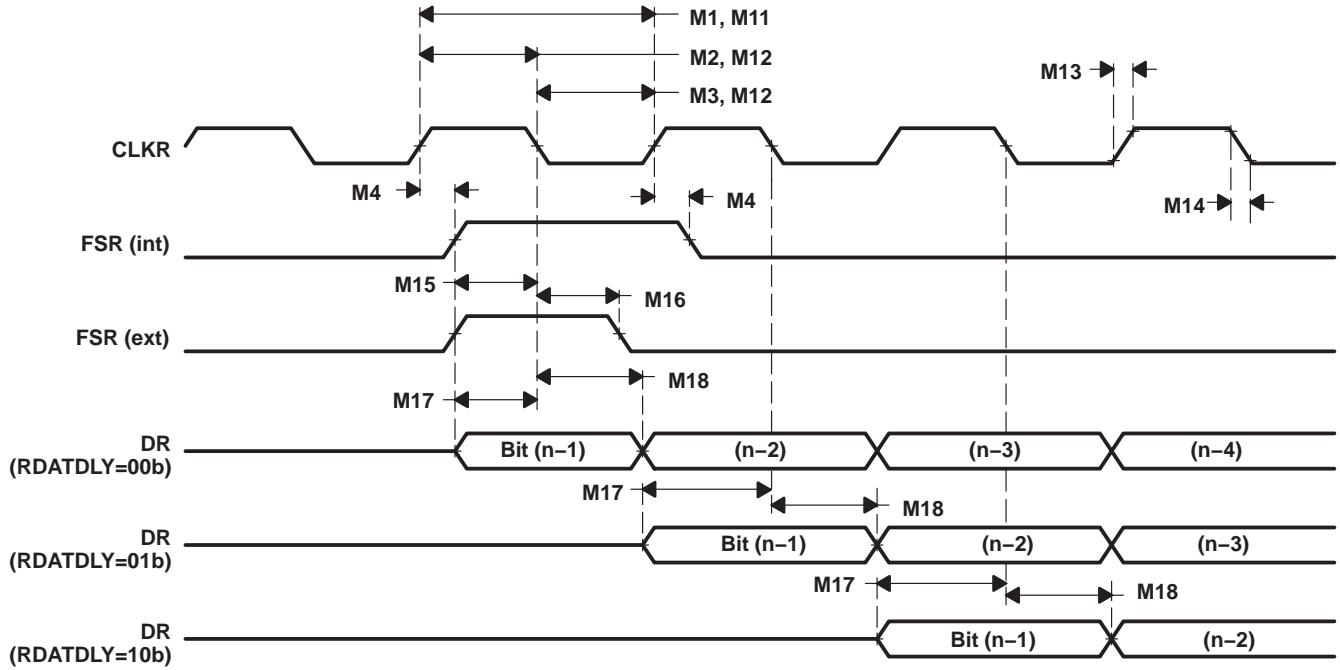 M1, M11
M2, M12
M13
M3, M12
CLKR
M4
M4
M14
FSR (int)
M15
M16
FSR (ext)
M18
M17
DR
(RDATDLY=00b)
Bit (n−1)
(n−2)
(n−3)
(n−4)
M17
M18
DR
(RDATDLY=01b)
Bit (n−1)
(n−2)
(n−3)
M17
M18
DR
(RDATDLY=10b)
Bit (n−1)
(n−2)